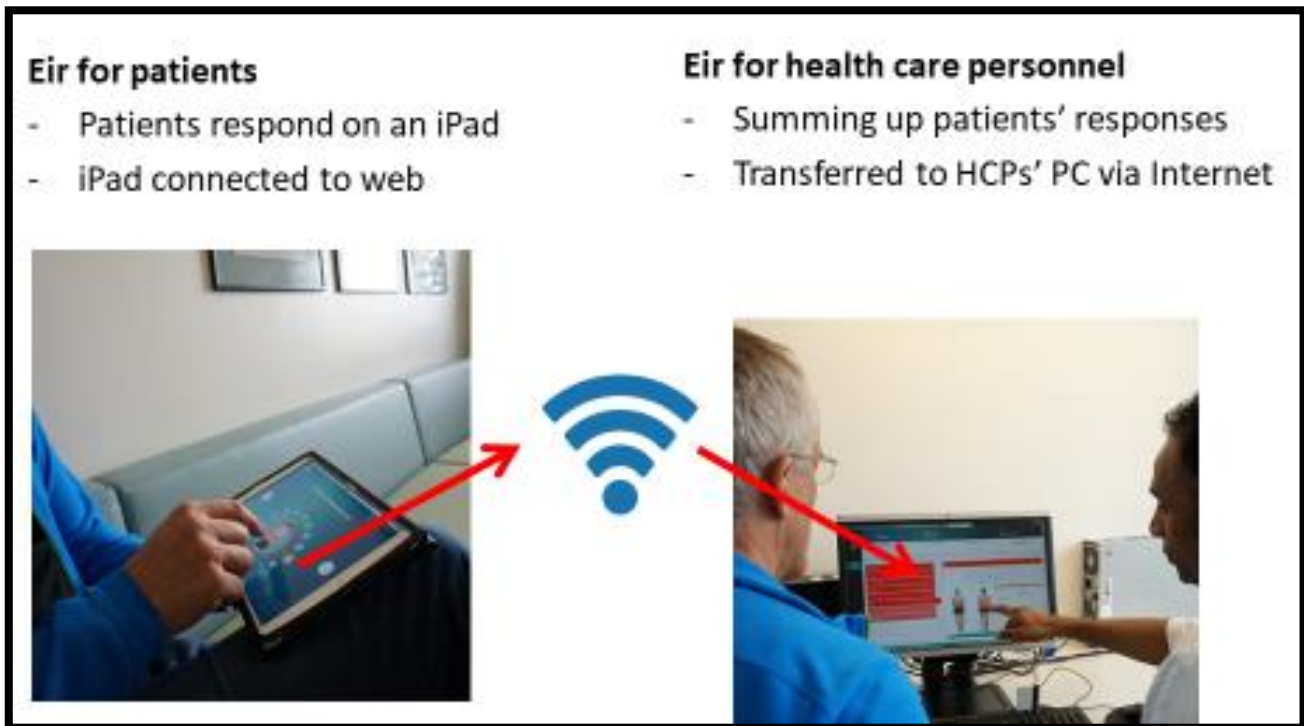 Eir for patients
- Patients respond on an iPad
- iPad connected to web
Eir for health care personnel
- Summing up patients' responses
- Transferred to HCPs' PC via Internet